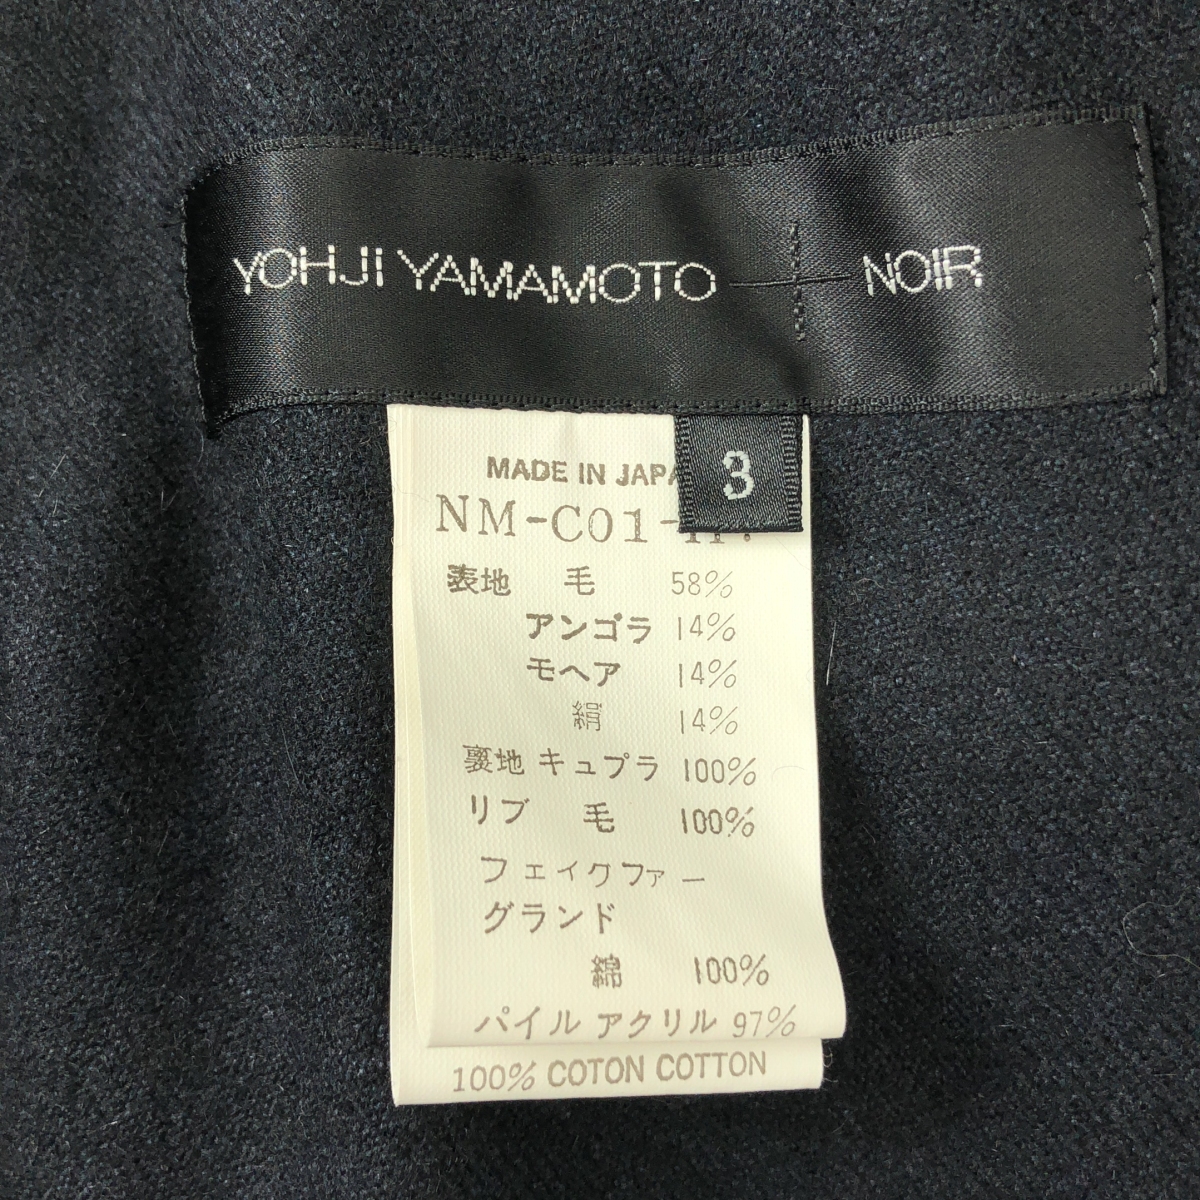 YOHJI YAMAMOTO — NOIR
3
MADE IN
NM-C01-
表地 毛 58%
アンゴラ 14%
モヘア 14%
絹 14%
裏地 キュプラ 100%
リブ 毛 100%
フェイクファー
グランド
綿 100%
パイル アクリル 97%
100% COTON COTTON